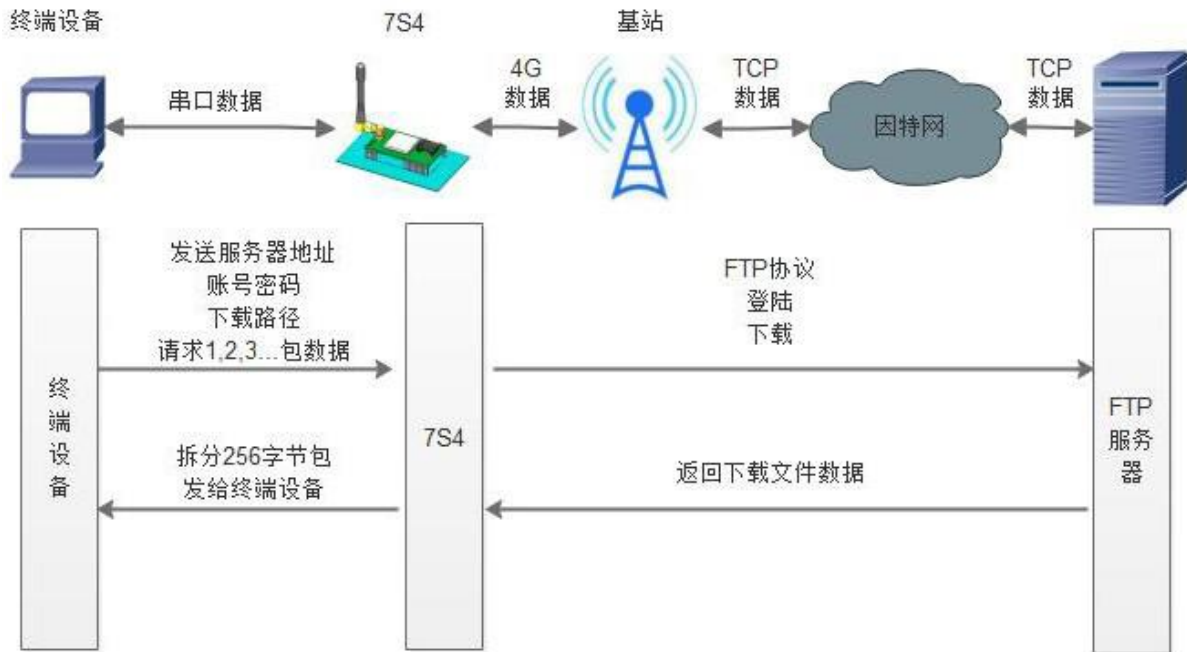 终端设备
7S4
基站
串口数据
4G
数据
TCP
数据
因特网
TCP
数据
发送服务器地址
账号密码
下载路径
请求1,2,3...包数据
FTP协议
登陆
下载
终
端
设
备
7S4
FTP
服务
器
拆分256字节包
发给终端设备
返回下载文件数据